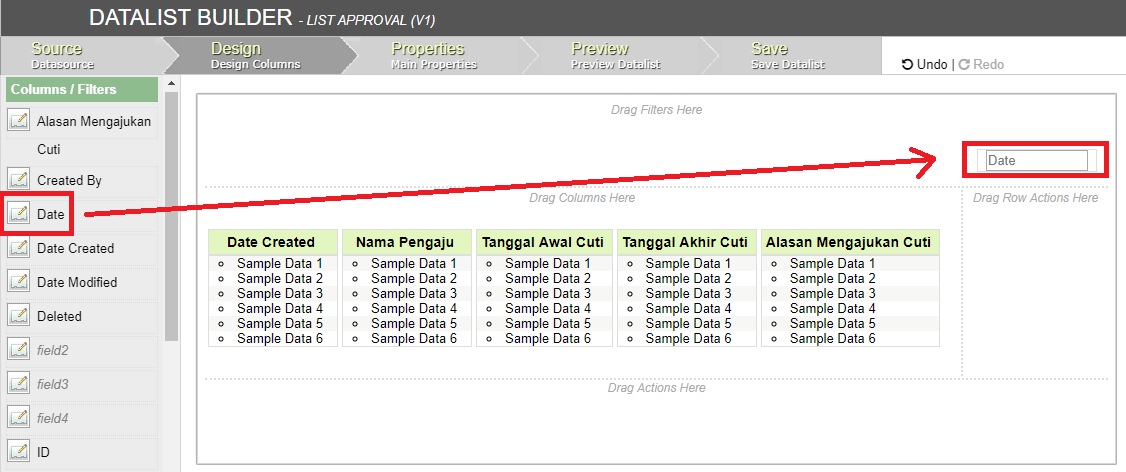 DATALIST BUILDER - LIST APPROVAL (V1)
Source
Datasource
Design
Design Columns
Properties
Main Properties
Preview
Preview Datalist
Save
Save Datalist
Undo | Redo
Columns / Filters
Alasan Mengajukan
Cuti
Created By
Date
Date Created
Date Modified
Deleted
field2
field3
field4
ID
Drag Filters Here
Date
Drag Columns Here
Drag Row Actions Here
Date Created Nama Pengaju Tanggal Awal Cuti Tanggal Akhir Cuti Alasan Mengajukan Cuti
Sample Data 1 Sample Data 1 Sample Data 1 Sample Data 1 Sample Data 1
Sample Data 2 Sample Data 2 Sample Data 2 Sample Data 2 Sample Data 2
Sample Data 3 Sample Data 3 Sample Data 3 Sample Data 3 Sample Data 3
Sample Data 4 Sample Data 4 Sample Data 4 Sample Data 4 Sample Data 4
Sample Data 5 Sample Data 5 Sample Data 5 Sample Data 5 Sample Data 5
Sample Data 6 Sample Data 6 Sample Data 6 Sample Data 6 Sample Data 6
Drag Actions Here